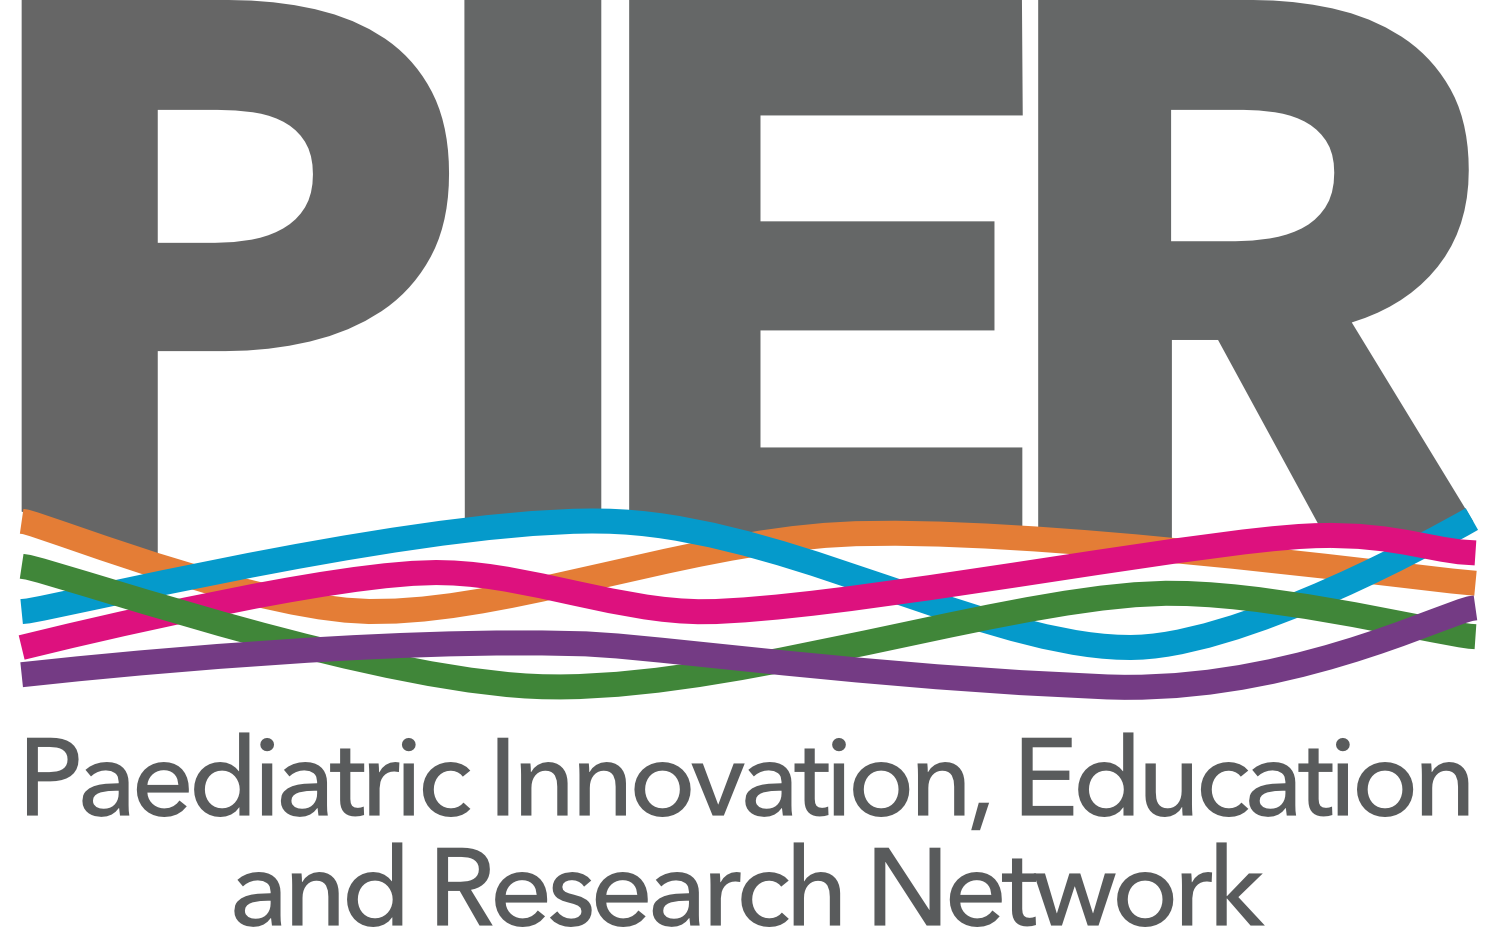 PIER
Paediatric Innovation, Education
and Research Network